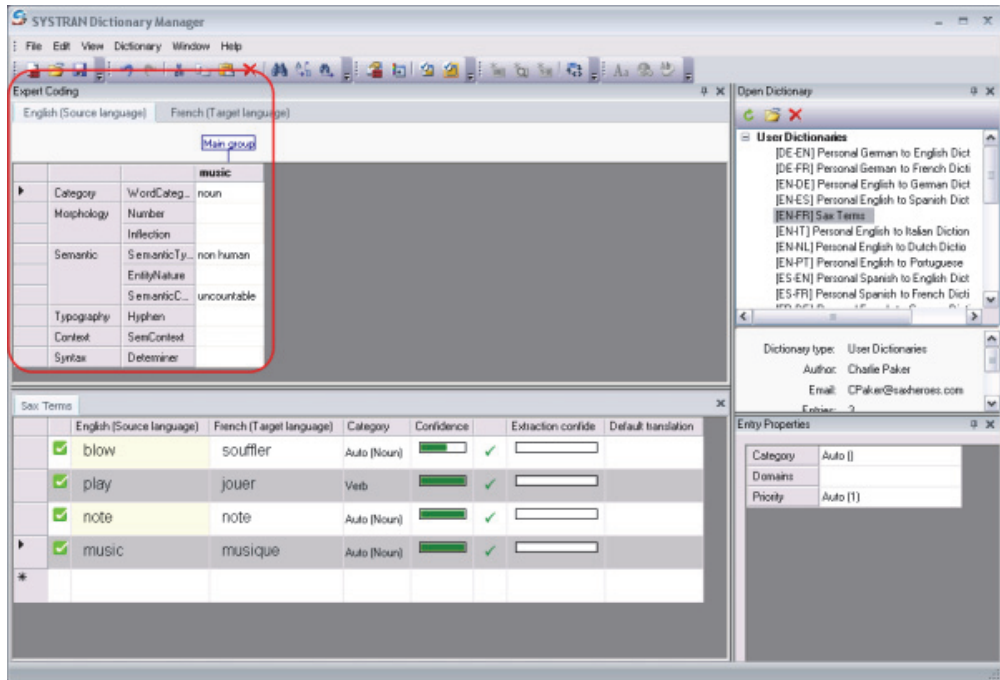 SYSTRAN Dictionary Manager
File Edit View Dictionary Window Help
Expert Coding
English (Source language) French (Target language)
Main group
music
Category WordCateg... noun
Morphology Number
Inflection
Semantic SemanticTy... non human
EntityNature
SemanticC... uncountable
Typography Hyphen
Context SemContext
Syntax Determiner
Open Dictionary
User Dictionaries
[DE-EN] Personal German to English Dict
[DE-FR] Personal German to French Dicti
[EN-DE] Personal English to German Dict
[EN-ES] Personal English to Spanish Dict
[EN-FR] Sax Terms
[EN-IT] Personal English to Italian Diction
[EN-NL] Personal English to Dutch Dictio
[EN-PT] Personal English to Portuguese
[ES-EN] Personal Spanish to English Dict
[ES-FR] Personal Spanish to French Dicti
Dictionary type: User Dictionaries
Author: Charlie Paker
Email: CPaker@saxheroes.com
Entries: 3
Sax Terms
English (Source language) French (Target language) Category Confidence Extraction confide Default translation
blow souffler Auto (Noun)
play jouer Verb
note note Auto (Noun)
music musique Auto (Noun)
Entry Properties
Category Auto ()
Domains
Priority Auto (1)